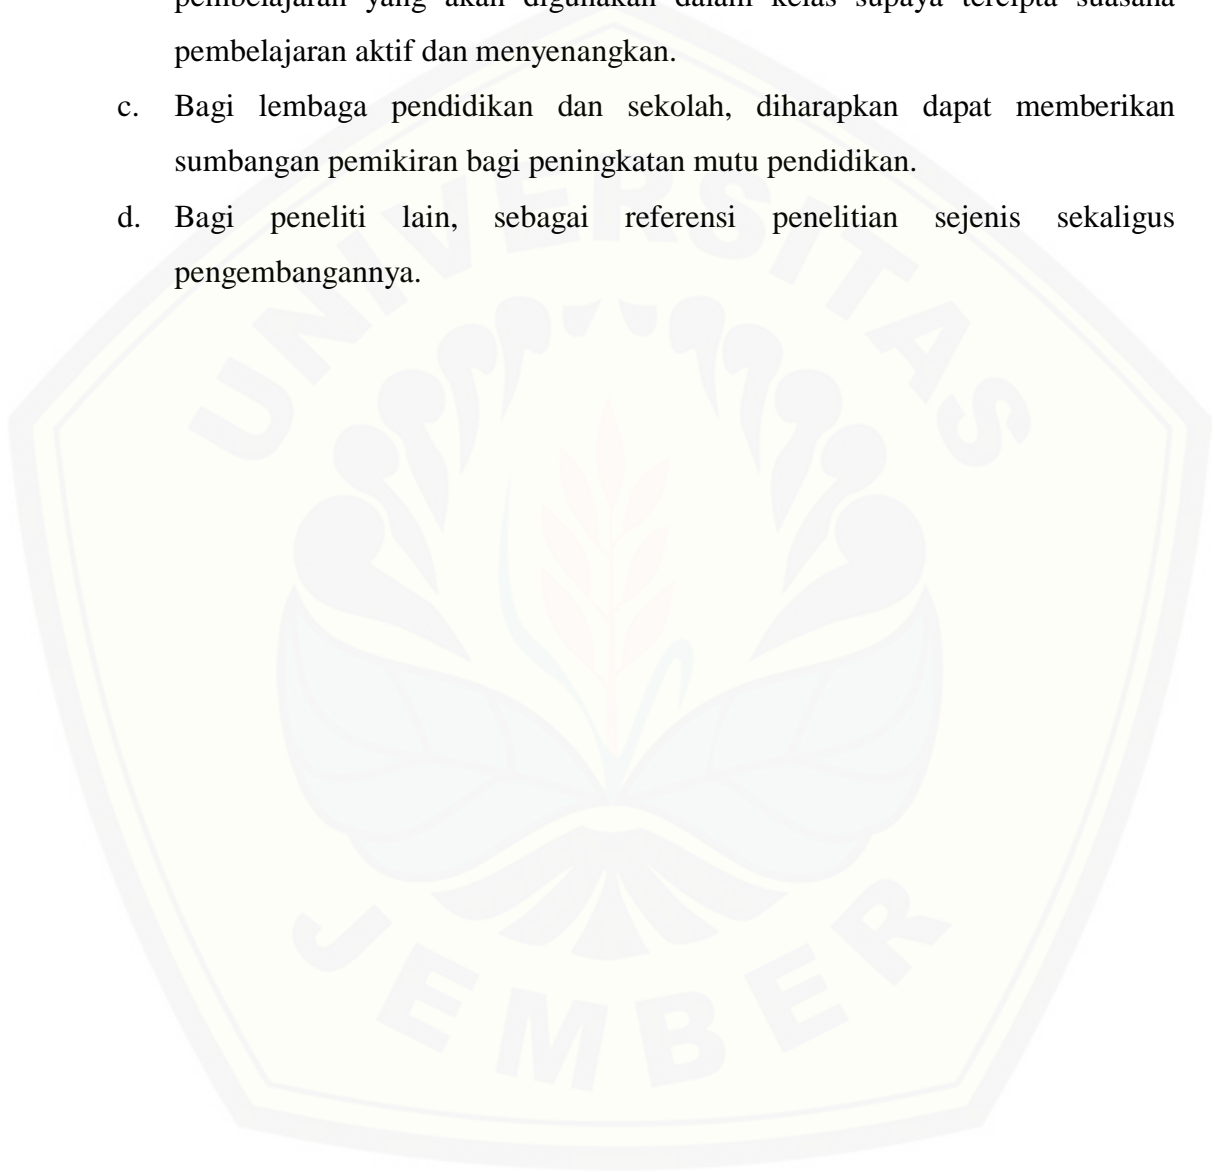 pembelajaran yang akan digunakan dalam kelas supaya tercipta suasana
pembelajaran aktif dan menyenangkan.
c. Bagi lembaga pendidikan dan sekolah, diharapkan dapat memberikan
sumbangan pemikiran bagi peningkatan mutu pendidikan.
d. Bagi peneliti lain, sebagai referensi penelitian sejenis sekaligus
pengembangannya.
UNIVERSITAS
JEMBER